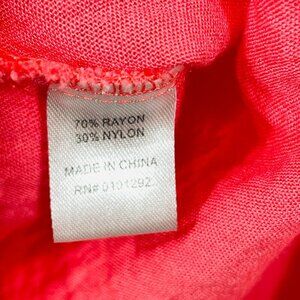 70% RAYON
30% NYLON
MADE IN CHINA
RN# 0101292